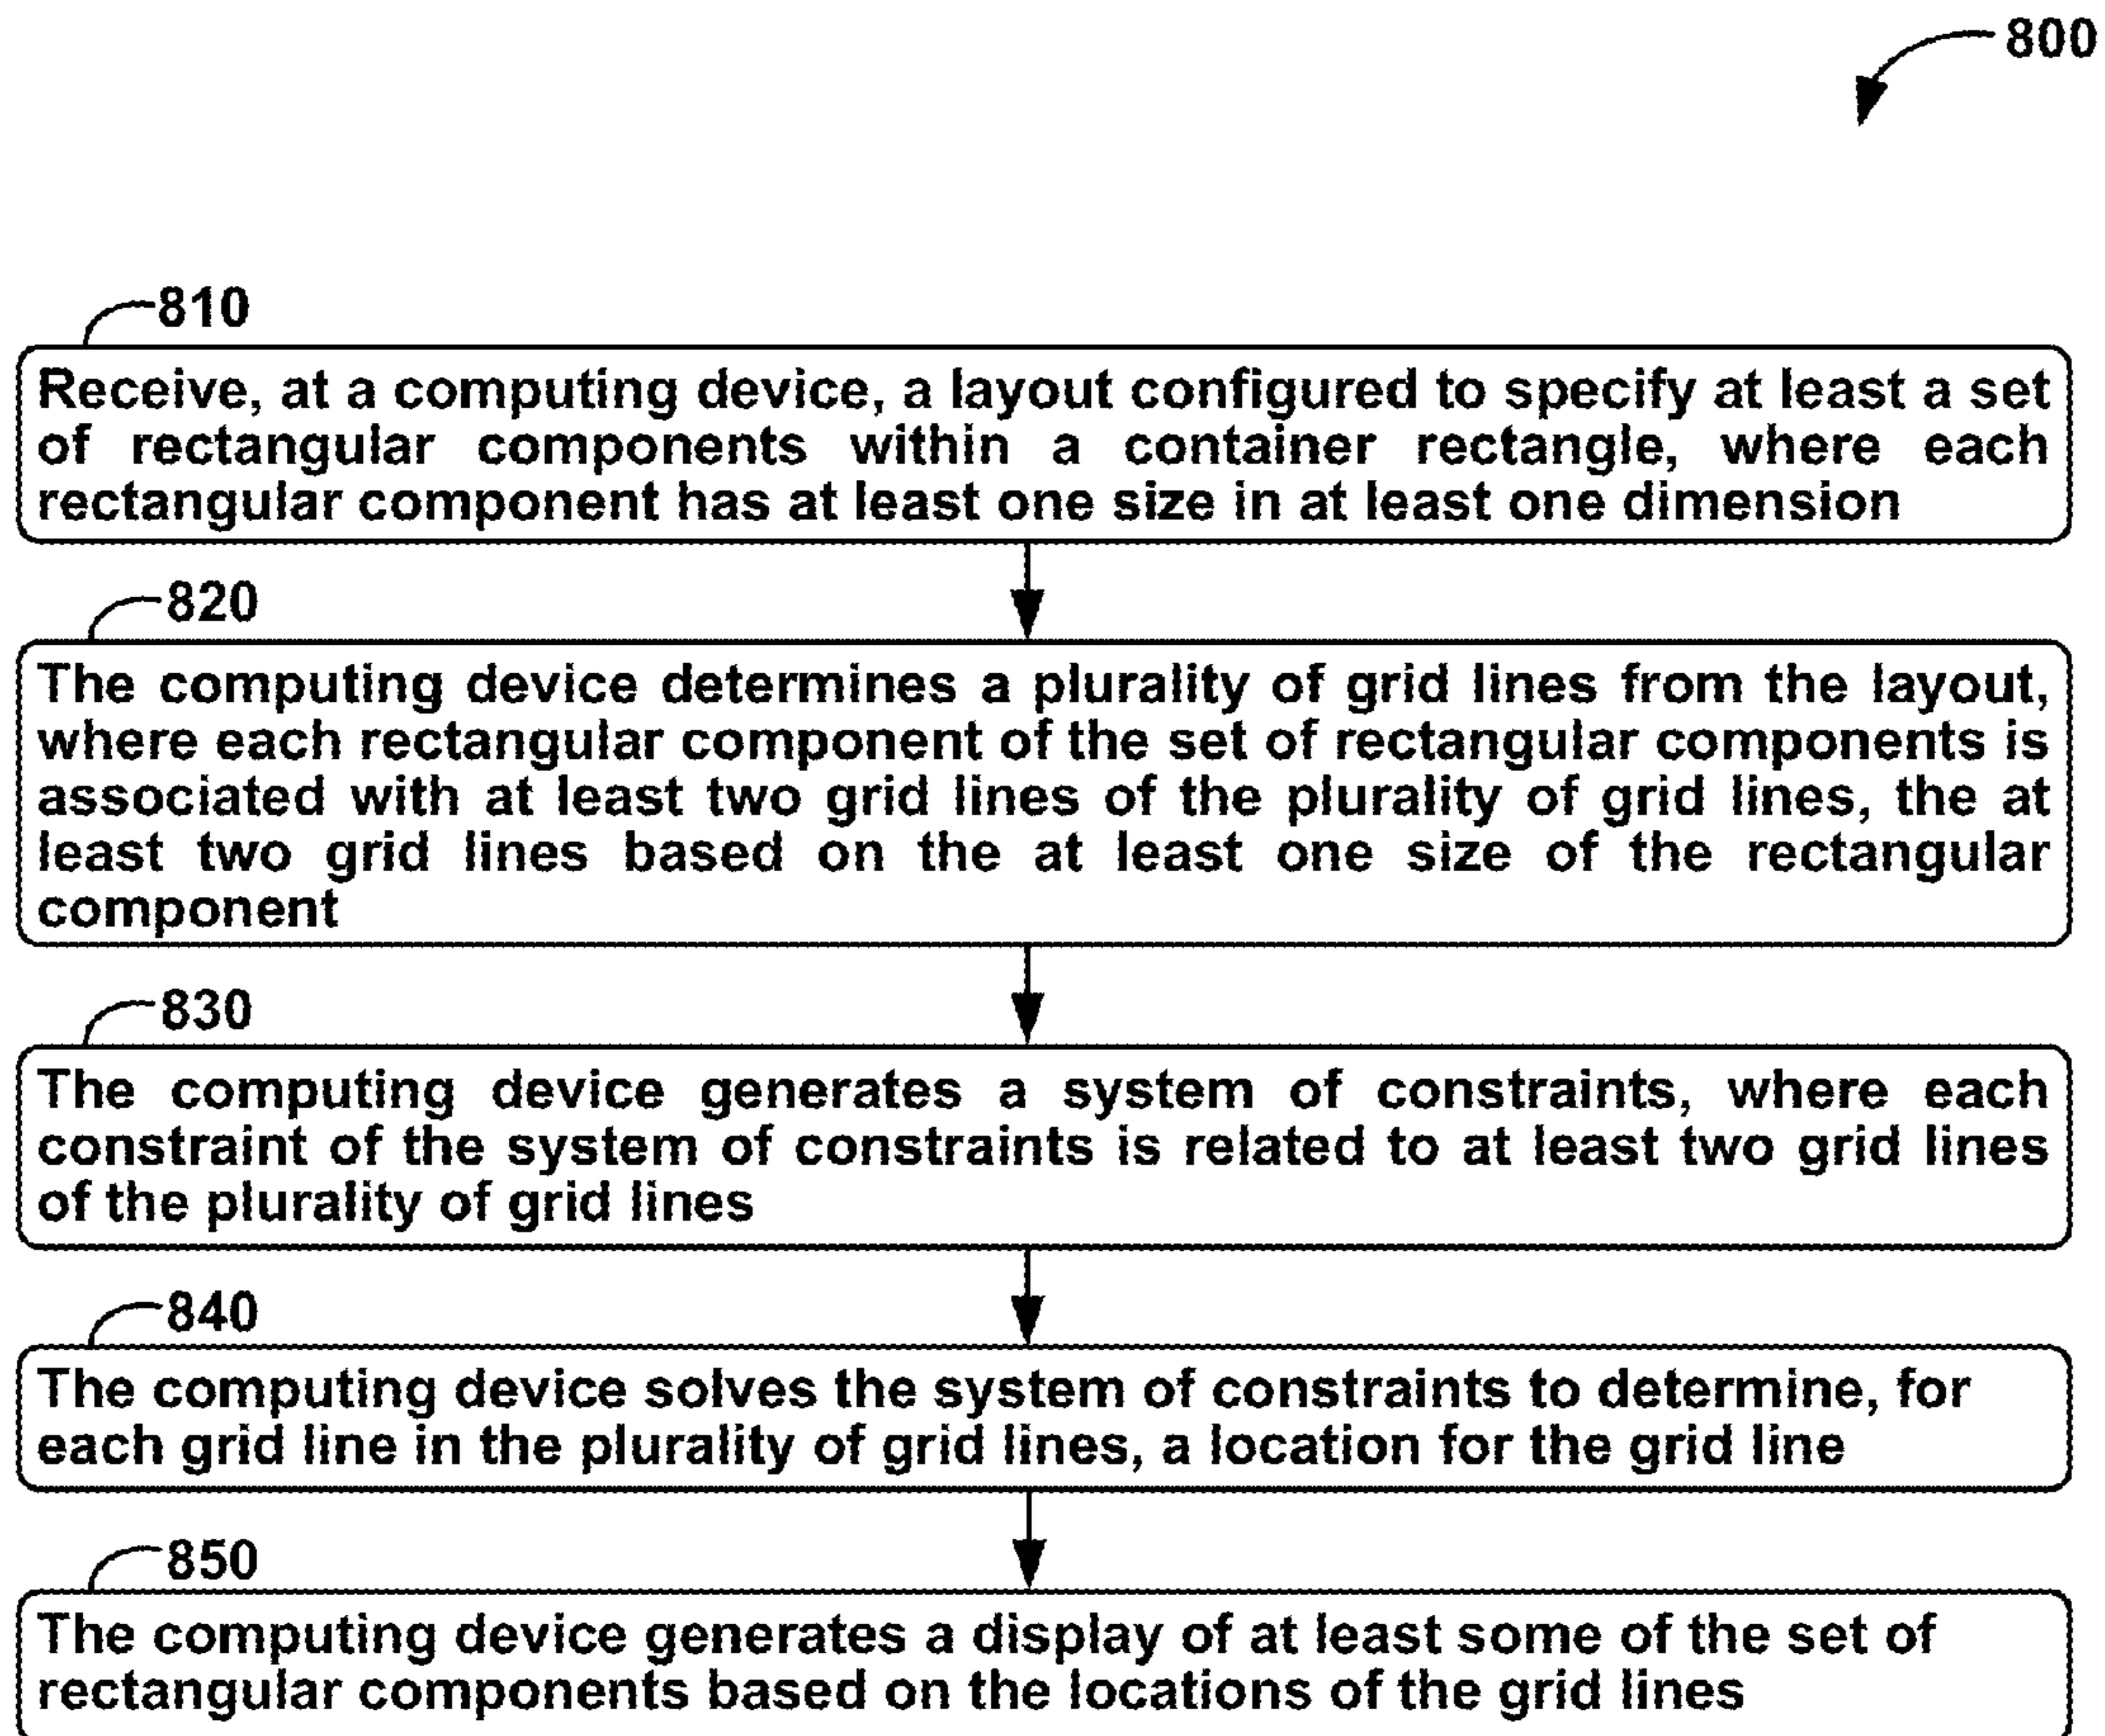 800
810
Receive, at a computing device, a layout configured to specify at least a set
of rectangular components within a container rectangle, where each
rectangular component has at least one size in at least one dimension
820
The computing device determines a plurality of grid lines from the layout,
where each rectangular component of the set of rectangular components is
associated with at least two grid lines of the plurality of grid lines, the at
least two grid lines based on the at least one size of the rectangular
component
830
The computing device generates a system of constraints, where each
constraint of the system of constraints is related to at least two grid lines
of the plurality of grid lines
840
The computing device solves the system of constraints to determine, for
each grid line in the plurality of grid lines, a location for the grid line
850
The computing device generates a display of at least some of the set of
rectangular components based on the locations of the grid lines